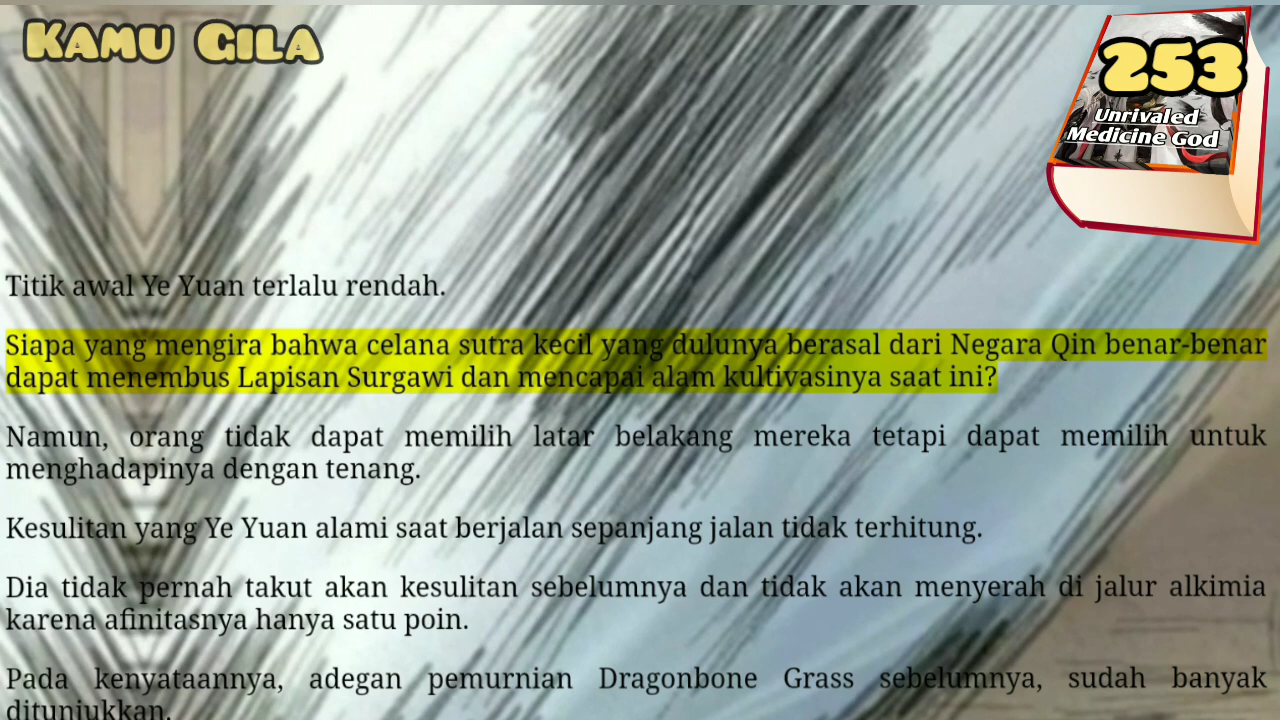 Kamu Gila
253
Unrivaled
Medicine God
Titik awal Ye Yuan terlalu rendah.
Siapa yang mengira bahwa celana sutra kecil yang dulunya berasal dari Negara Qin benar-benar
dapat menembus Lapisan Surgawi dan mencapai alam kultivasinya saat ini?
Namun, orang tidak dapat memilih latar belakang mereka tetapi dapat memilih untuk
menghadapinya dengan tenang.
Kesulitan yang Ye Yuan alami saat berjalan sepanjang jalan tidak terhitung.
Dia tidak pernah takut akan kesulitan sebelumnya dan tidak akan menyerah di jalur alkimia
karena afinitasnya hanya satu poin.
Pada kenyataannya, adegan pemurnian Dragonbone Grass sebelumnya, sudah banyak
ditunjukkan.